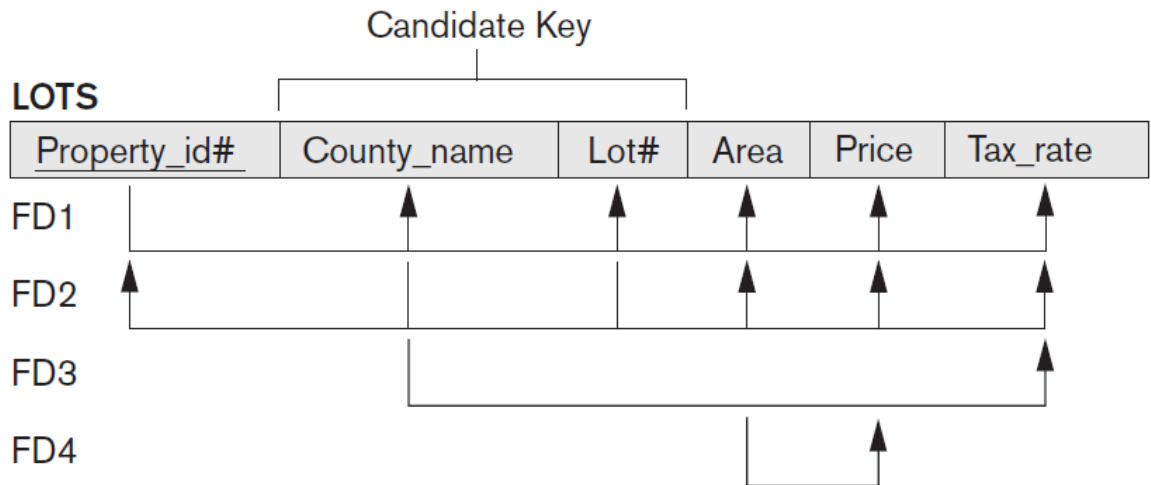 Candidate Key
LOTS
Property_id# County_name Lot# Area Price Tax_rate
FD1
FD2
FD3
FD4